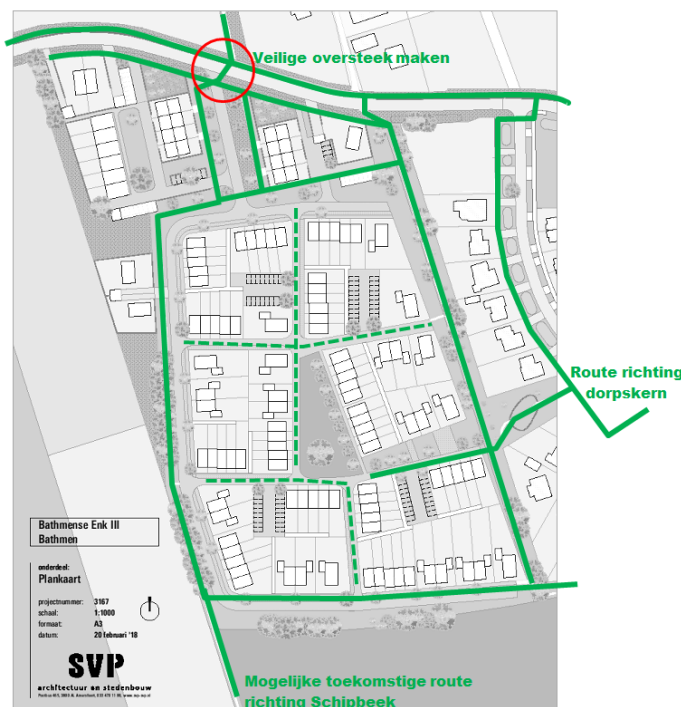 Veilige oversteek maken
Route richting
dorpskern
Bathmense Enk III
Bathmen
onderdeel:
Plankaart
projectnummer: 3167
schaal: 1:1000
formaat: A3
datum: 20 februari '18
SVP
architectuur en stedenbouw
Mogelijke toekomstige route
richting Schipbeek